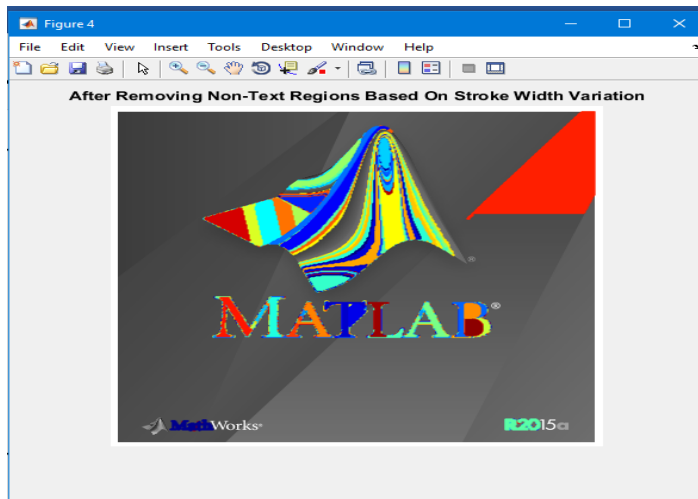 Figure 4
File Edit View Insert Tools Desktop Window Help
After Removing Non-Text Regions Based On Stroke Width Variation
®
MATLAB®
MathWorks® R2015a